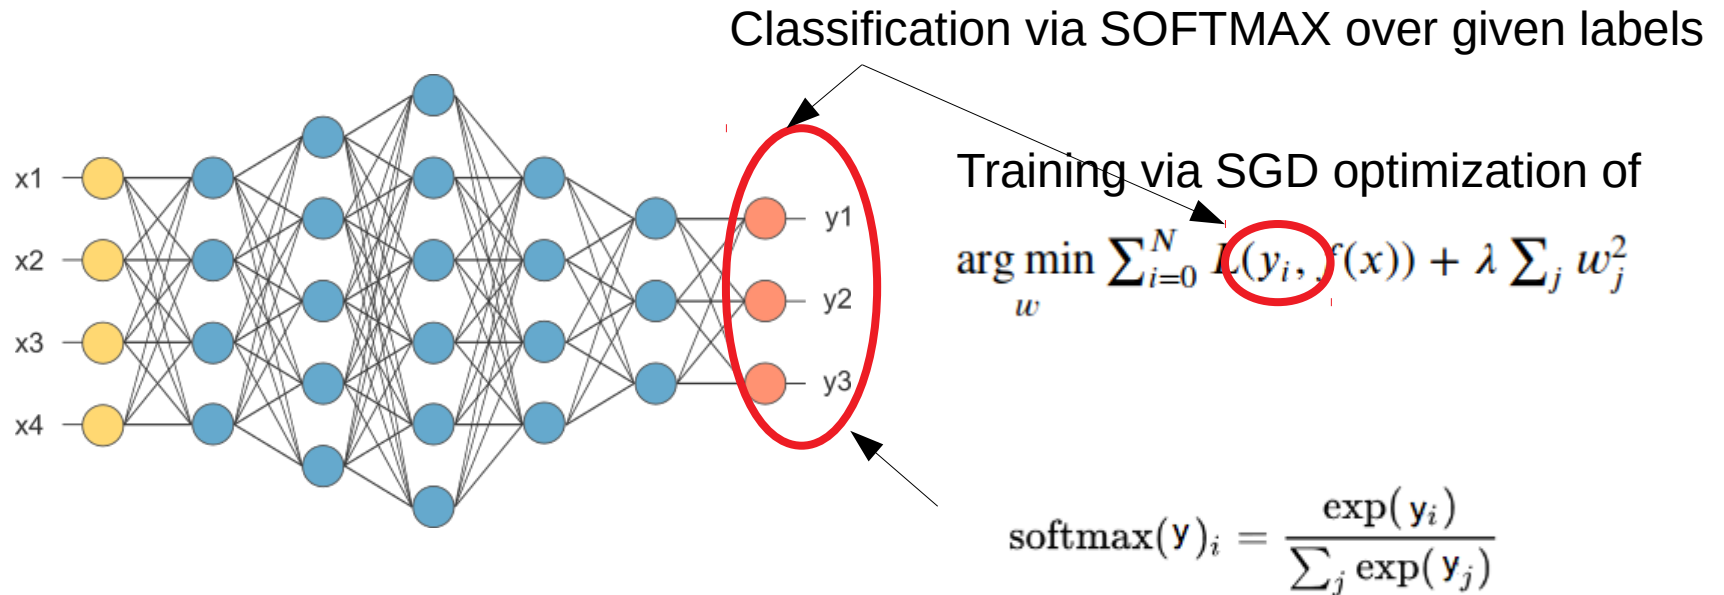 Classification via SOFTMAX over given labels
Training via SGD optimization of
arg min ∑_{i=0}^{N} L(y_i, f(x)) + λ ∑_j w_j^2
w
x1
x2
x3
x4
y1
y2
y3
softmax(y)_i = exp(y_i) / ∑_j exp(y_j)